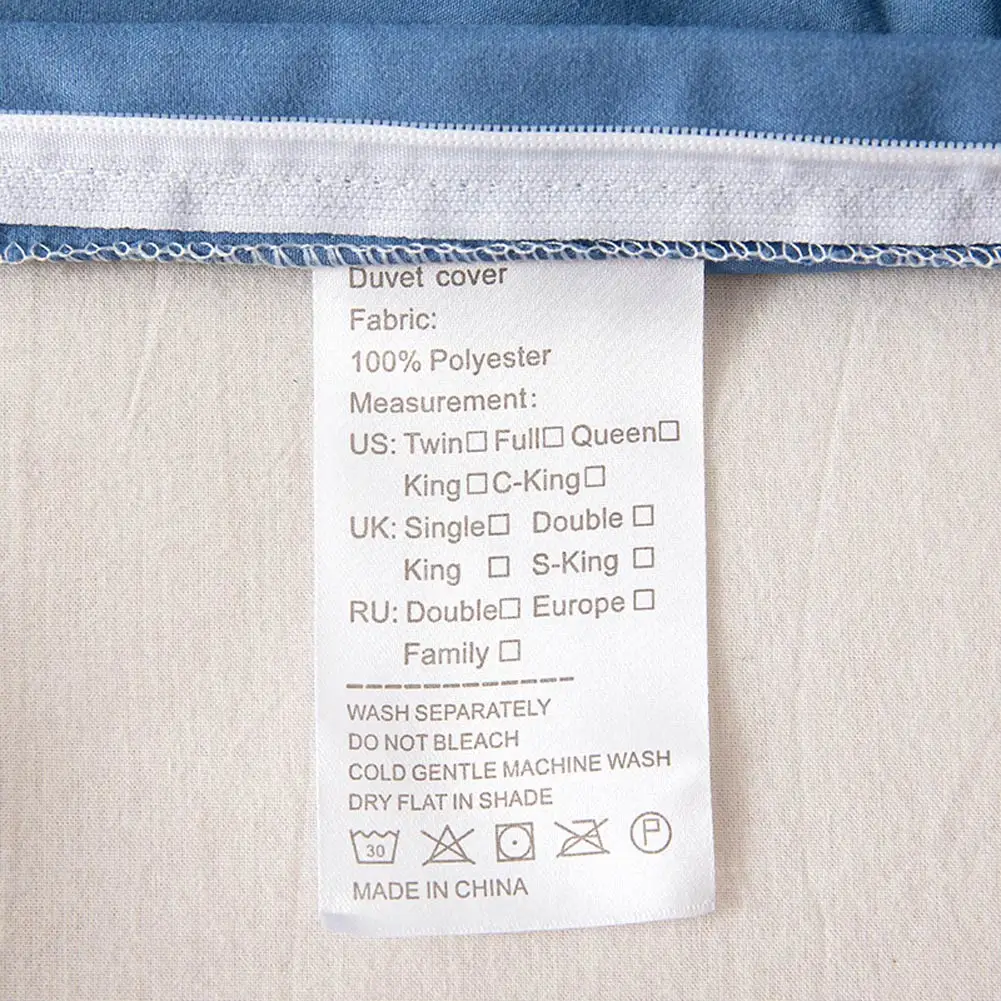 Duvet cover
Fabric:
100% Polyester
Measurement:
US: Twin☐ Full☐ Queen☐
King☐ C-King☐
UK: Single☐ Double ☐
King ☐ S-King ☐
RU: Double☐ Europe ☐
Family ☐
WASH SEPARATELY
DO NOT BLEACH
COLD GENTLE MACHINE WASH
DRY FLAT IN SHADE
30 P
MADE IN CHINA